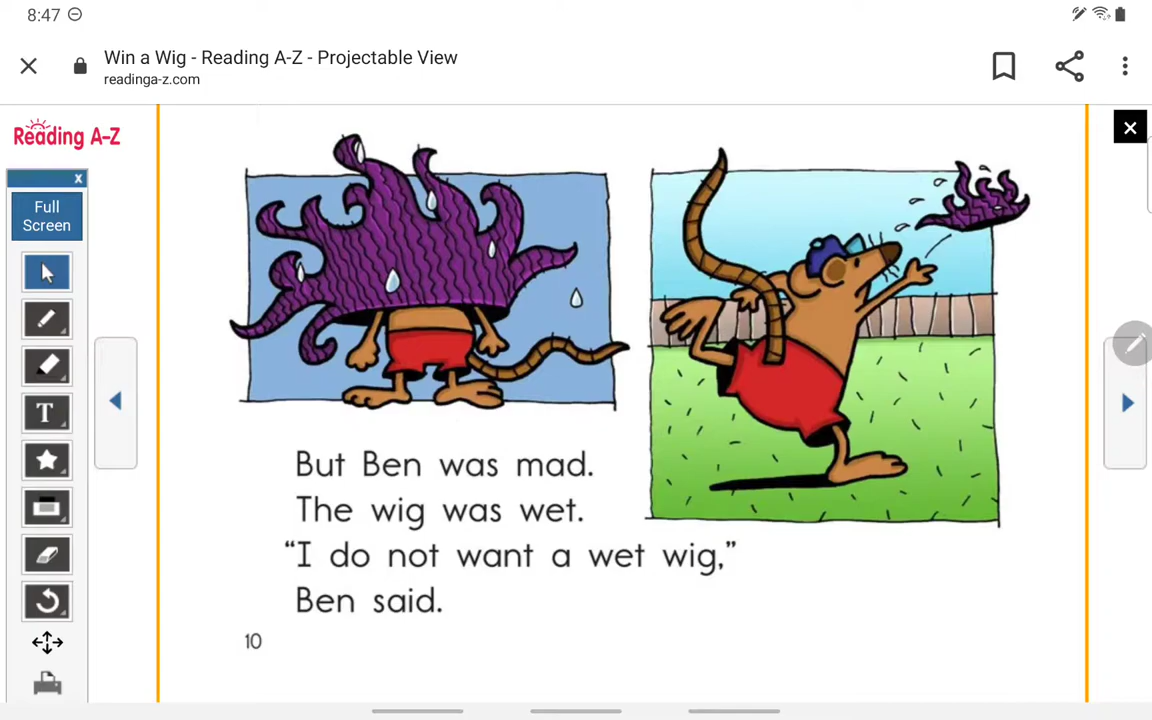 8:47
Win a Wig - Reading A-Z - Projectable View
readinga-z.com
Reading A-Z
x
Full
Screen
T
But Ben was mad.
The wig was wet.
“I do not want a wet wig,”
Ben said.
10